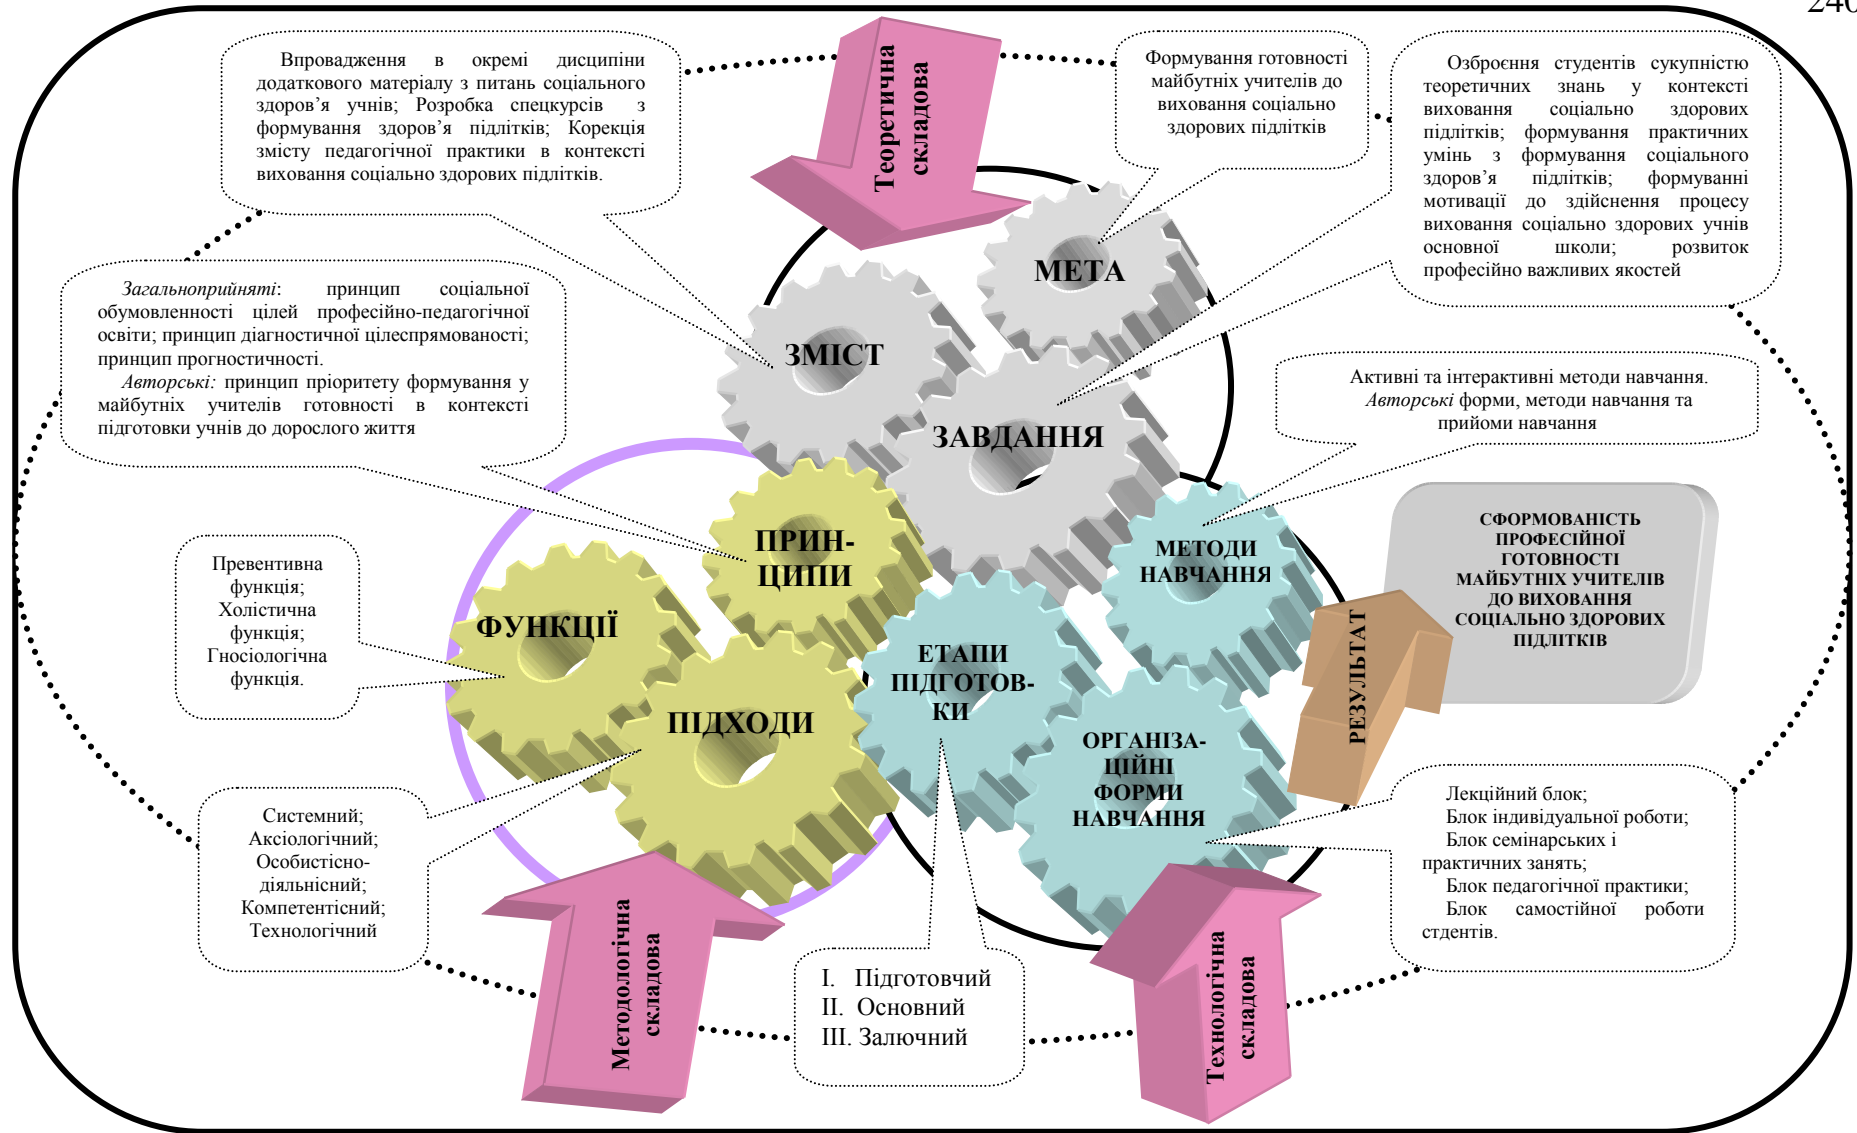 240
Впровадження в окремі дисципіни
додаткового матеріалу з питань соціального
здоров’я учнів; Розробка спецкурсів з
формування здоров’я підлітків; Корекція
змісту педагогічної практики в контексті
виховання соціально здорових підлітків.
Теоретична
складова
Формування готовності
майбутніх учителів до
виховання соціально
здорових підлітків
Озброєння студентів сукупністю
теоретичних знань у контексті
виховання соціально здорових
підлітків; формування практичних
умінь з формування соціального
здоров’я підлітків; формуванні
мотивації до здійснення процесу
виховання соціально здорових учнів
основної школи; розвиток
професійно важливих якостей
Загальноприйняті: принцип соціальної
обумовленності цілей професійно-педагогічної
освіти; принцип діагностичної цілеспрямованості;
принцип прогностичності.
Авторські: принцип пріоритету формування у
майбутніх учителів готовності в контексті
підготовки учнів до дорослого життя
МЕТА
ЗМІСТ
ЗАВДАННЯ
Активні та інтерактивні методи навчання.
Авторські форми, методи навчання та
прийоми навчання
ПРИН-
ЦИПИ
МЕТОДИ
НАВЧАННЯ
СФОРМОВАНІСТЬ
ПРОФЕСІЙНОЇ
ГОТОВНОСТІ
МАЙБУТНІХ УЧИТЕЛІВ
ДО ВИХОВАННЯ
СОЦІАЛЬНО ЗДОРОВИХ
ПІДЛІТКІВ
Превентивна
функція;
Холістична
функція;
Гносіологічна
функція.
ФУНКЦІЇ
ЕТАПИ
ПІДГОТОВ-
КИ
РЕЗУЛЬТАТ
ПІДХОДИ
ОРГАНІЗА-
ЦІЙНІ
ФОРМИ
НАВЧАННЯ
Системний;
Аксіологічний;
Особистісно-
діяльнісний;
Компетентісний;
Технологічний
Лекційний блок;
Блок індивідуальної роботи;
Блок семінарських і
практичних занять;
Блок педагогічної практики;
Блок самостійної роботи
стдентів.
Методологічна
складова
I. Підготовчий
II. Основний
III. Залючний
Технологічна
складова